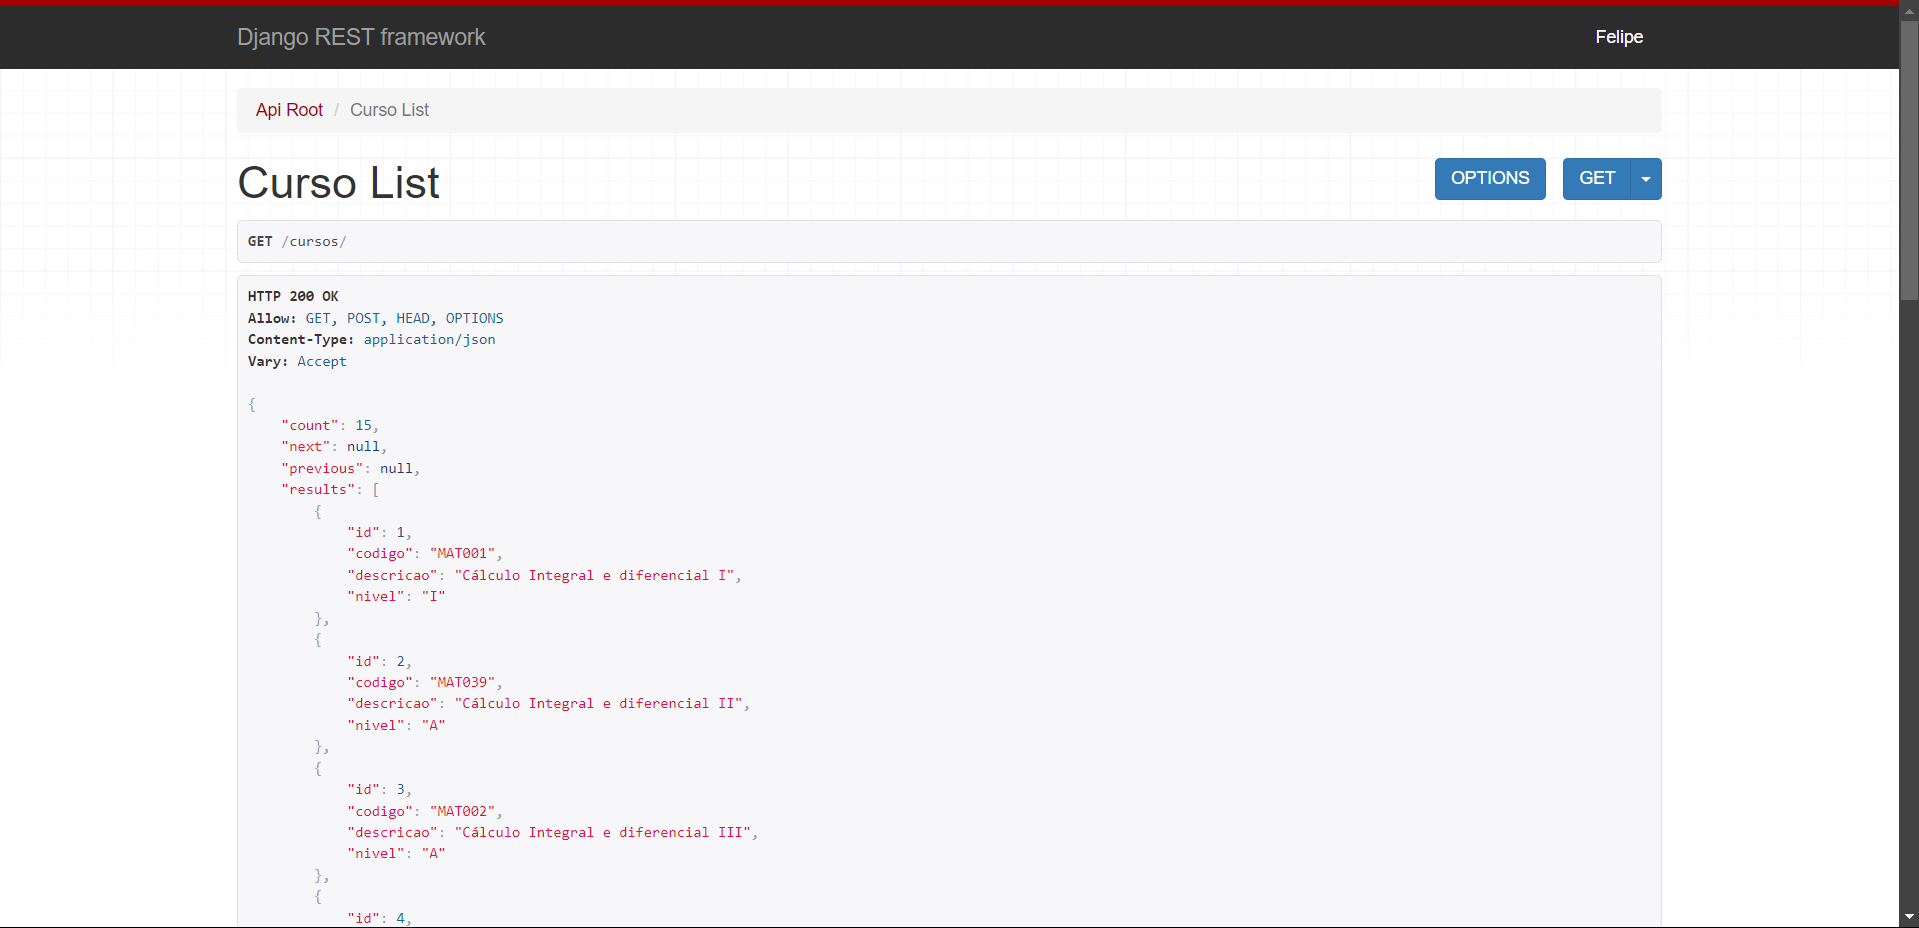 Django REST framework
Felipe
Api Root / Curso List
Curso List
OPTIONS
GET
GET /cursos/
HTTP 200 OK
Allow: GET, POST, HEAD, OPTIONS
Content-Type: application/json
Vary: Accept
{
    "count": 15,
    "next": null,
    "previous": null,
    "results": [
        {
            "id": 1,
            "codigo": "MAT001",
            "descricao": "Cálculo Integral e diferencial I",
            "nivel": "I"
        },
        {
            "id": 2,
            "codigo": "MAT039",
            "descricao": "Cálculo Integral e diferencial II",
            "nivel": "A"
        },
        {
            "id": 3,
            "codigo": "MAT002",
            "descricao": "Cálculo Integral e diferencial III",
            "nivel": "A"
        },
        {
            "id": 4,